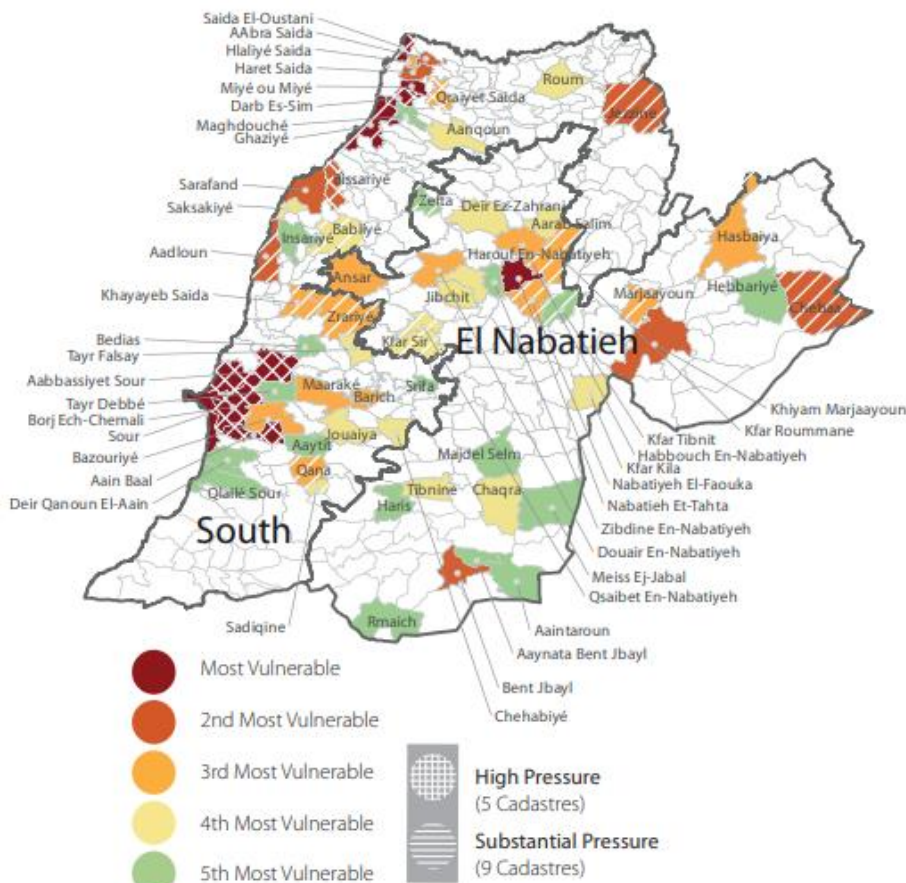 Saida El-Oustani
AAbra Saida
Hlaliyé Saida
Haret Saida
Miyé ou Miyé
Darb Es-Sim
Maghdouché
Ghaziyé
Qraiyet Saida
Roum
Jezzine
Aanqoun
Sarafand
Saksakiyé
Aadloun
Khayayeb Saida
Bissariyé
Insariye
Babliye
Zefta
Deir Ez-Zahrani
Aarab Salim
Harouf En-Nabatiyeh
Ansar
Jibchit
Zrariyé
Kfar Sir
El Nabatieh
Hasbaiya
Hebbariyé
Chebaa
Marjaayoun
Bedias
Tayr Falsay
Aabbassiyet Sour
Tayr Debbé
Borj Ech-Chemali
Sour
Bazouriyé
Aain Baal
Deir Qanoun El-Aain
Maaraké
Barich
Srifa
Jouaiya
Aaytit
Qana
Qlailé Sour
South
Majdel Selm
Tibnine
Chaqra
Haris
Rmaich
Sadiqine
Khiyam Marjaayoun
Kfar Roummane
Kfar Tibnit
Habbouch En-Nabatiyeh
Kfar Kila
Nabatiyeh El-Faouka
Nabatieh Et-Tahta
Zibdine En-Nabatiyeh
Douair En-Nabatiyeh
Meiss Ej-Jabal
Qsaibet En-Nabatiyeh
Aaintaroun
Aaynata Bent Jbayl
Bent Jbayl
Chehabiyé
Most Vulnerable
2nd Most Vulnerable
3rd Most Vulnerable
4th Most Vulnerable
5th Most Vulnerable
High Pressure
(5 Cadastres)
Substantial Pressure
(9 Cadastres)